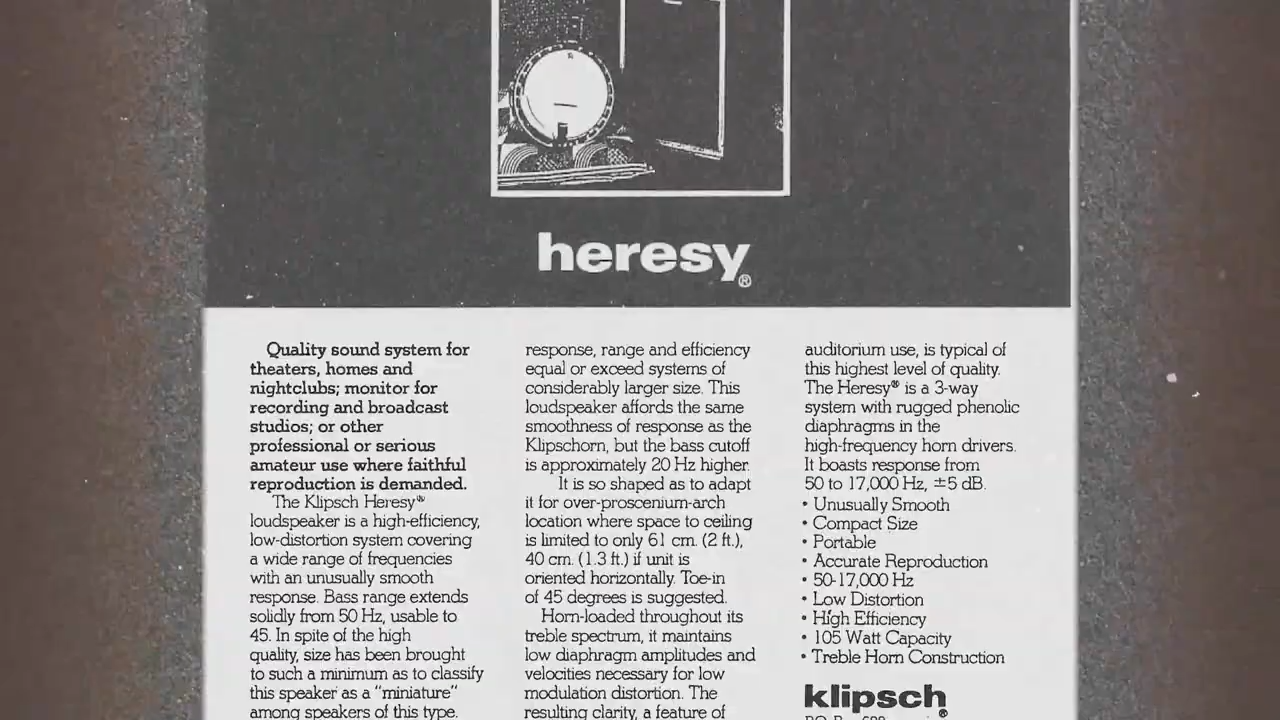 heresy®
Quality sound system for
theaters, homes and
nightclubs; monitor for
recording and broadcast
studios; or other
professional or serious
amateur use where faithful
reproduction is demanded.
The Klipsch Heresy®
loudspeaker is a high-efficiency,
low-distortion system covering
a wide range of frequencies
with an unusually smooth
response. Bass range extends
solidly from 50 Hz, usable to
45. In spite of the high
quality, size has been brought
to such a minimum as to classify
this speaker as a "miniature"
among speakers of this type.
response, range and efficiency
equal or exceed systems of
considerably larger size. This
loudspeaker affords the same
smoothness of response as the
Klipschorn, but the bass cutoff
is approximately 20 Hz higher.
It is so shaped as to adapt
it for over-proscenium-arch
location where space to ceiling
is limited to only 61 cm. (2 ft.),
40 cm. (1.3 ft.) if unit is
oriented horizontally. Toe-in
of 45 degrees is suggested.
Horn-loaded throughout its
treble spectrum, it maintains
low diaphragm amplitudes and
velocities necessary for low
modulation distortion. The
resulting clarity, a feature of
auditorium use, is typical of
this highest level of quality.
The Heresy® is a 3-way
system with rugged phenolic
diaphragms in the
high-frequency horn drivers.
It boasts response from
50 to 17,000 Hz, ±5 dB.
• Unusually Smooth
• Compact Size
• Portable
• Accurate Reproduction
• 50-17,000 Hz
• Low Distortion
• High Efficiency
• 105 Watt Capacity
• Treble Horn Construction
klipsch®